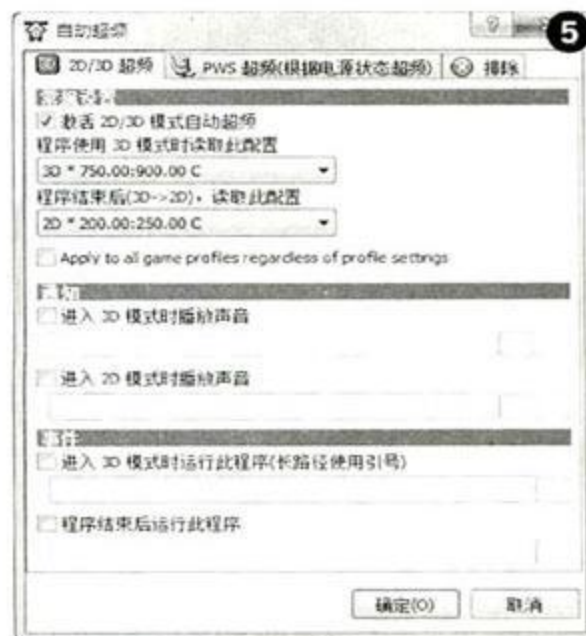 自动超频
5
2D/3D 超频 PWS 超频(根据电源状态超频) 排除
激活 2D/3D 模式自动超频
程序使用 3D 模式时读取此配置
3D * 750.00:900.00 C
程序结束后(3D->2D)，读取此配置
2D * 200.00:250.00 C
Apply to all game profiles regardless of profile settings
进入 3D 模式时播放声音
进入 2D 模式时播放声音
进入 3D 模式时运行此程序(长路径使用引号)
程序结束后运行此程序
确定(O) 取消